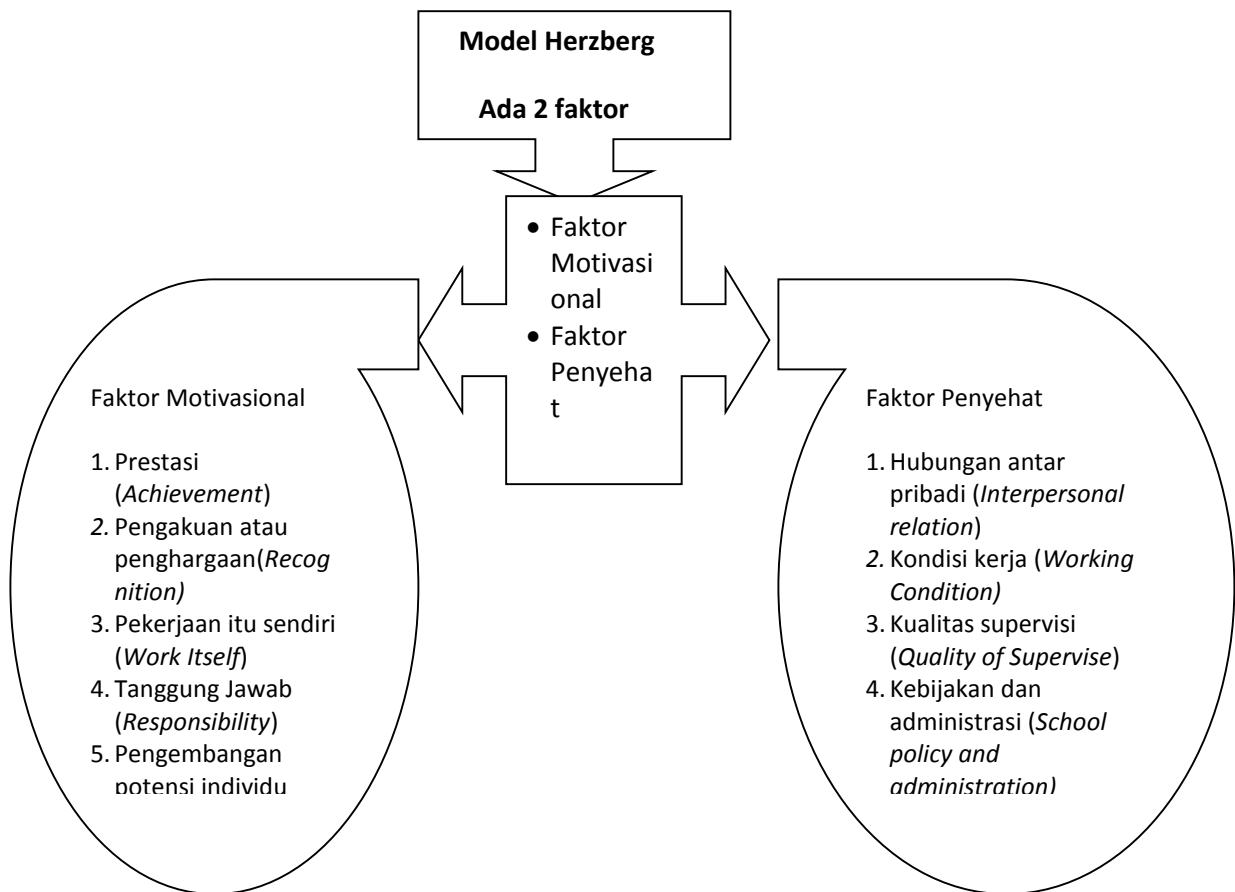 Model Herzberg
Ada 2 faktor
• Faktor
Motivasi
onal
• Faktor
Penyeha
t
Faktor Motivasional
1. Prestasi
(Achievement)
2. Pengakuan atau
penghargaan(Recog
nition)
3. Pekerjaan itu sendiri
(Work Itself)
4. Tanggung Jawab
(Responsibility)
5. Pengembangan
potensi individu
Faktor Penyehat
1. Hubungan antar
pribadi (Interpersonal
relation)
2. Kondisi kerja (Working
Condition)
3. Kualitas supervisi
(Quality of Supervise)
4. Kebijakan dan
administrasi (School
policy and
administration)